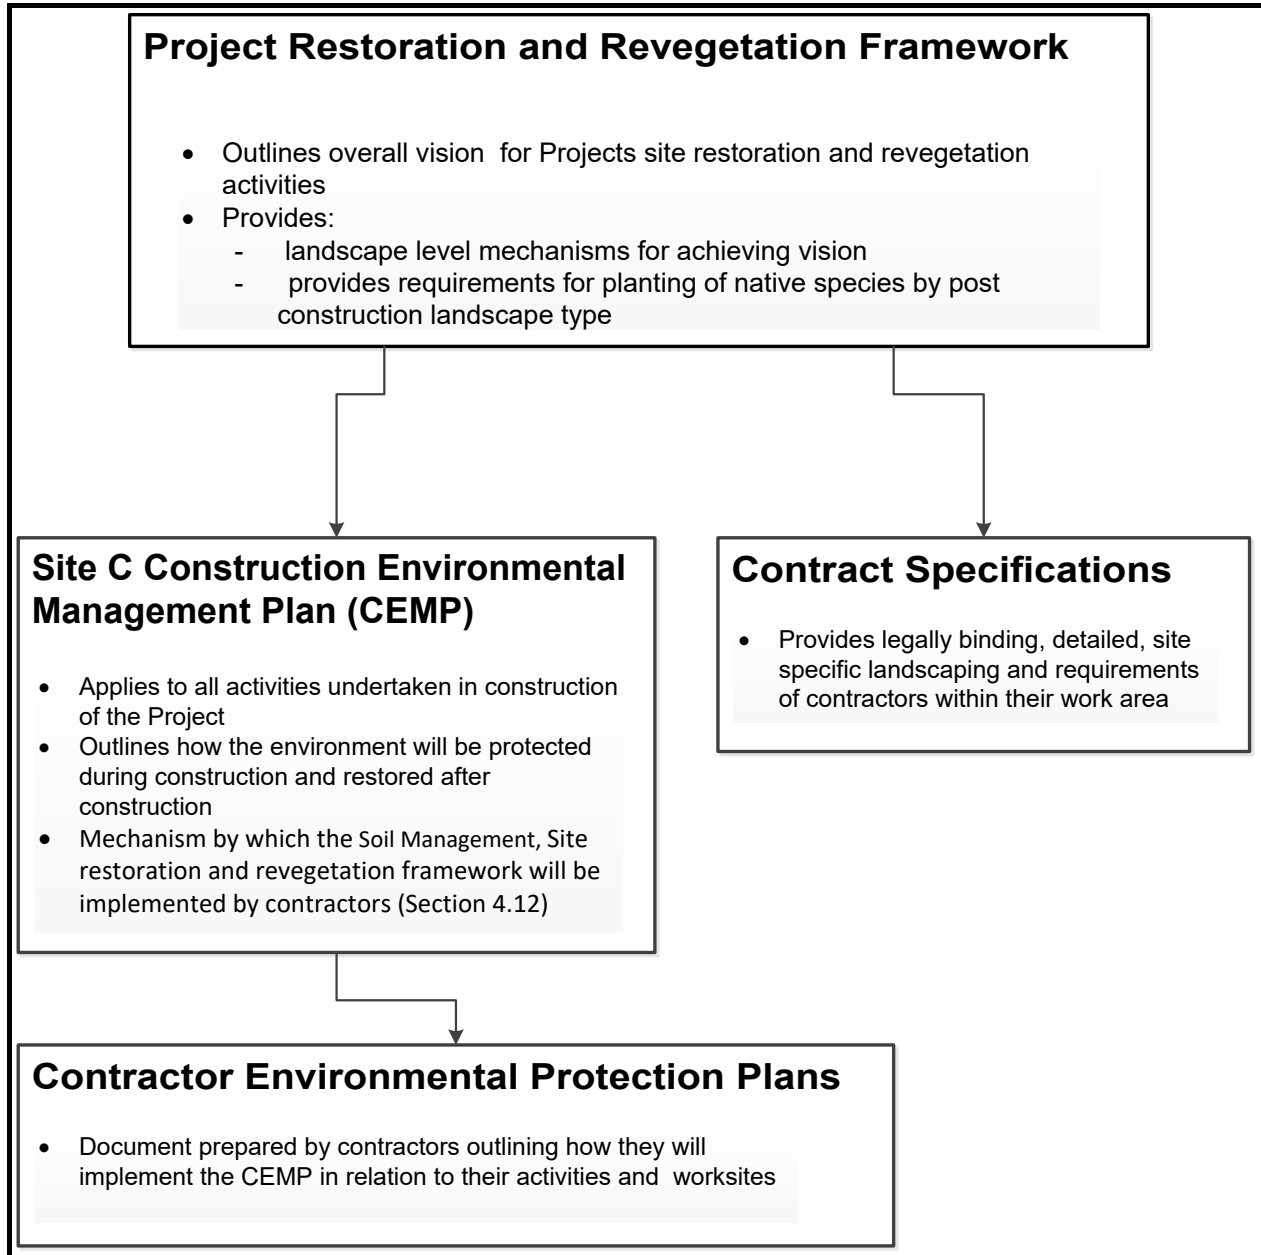 Project Restoration and Revegetation Framework
• Outlines overall vision for Projects site restoration and revegetation
activities
• Provides:
- landscape level mechanisms for achieving vision
- provides requirements for planting of native species by post
construction landscape type
Site C Construction Environmental
Management Plan (CEMP)
• Applies to all activities undertaken in construction
of the Project
• Outlines how the environment will be protected
during construction and restored after
construction
• Mechanism by which the Soil Management, Site
restoration and revegetation framework will be
implemented by contractors (Section 4.12)
Contract Specifications
• Provides legally binding, detailed, site
specific landscaping and requirements
of contractors within their work area
Contractor Environmental Protection Plans
• Document prepared by contractors outlining how they will
implement the CEMP in relation to their activities and worksites